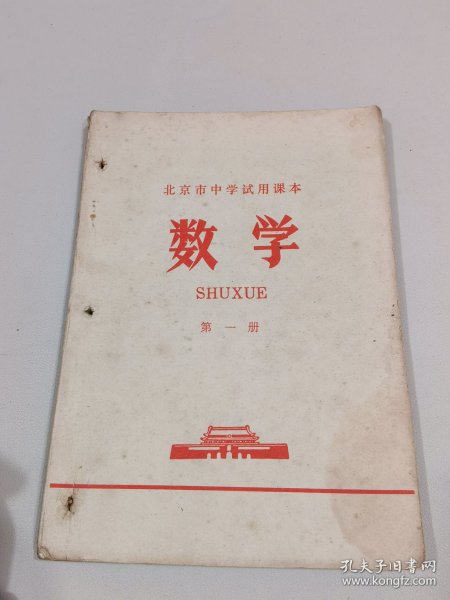 北京市中学试用课本
数学
SHUXUE
第一册
孔夫子旧书网
www.kongfz.com